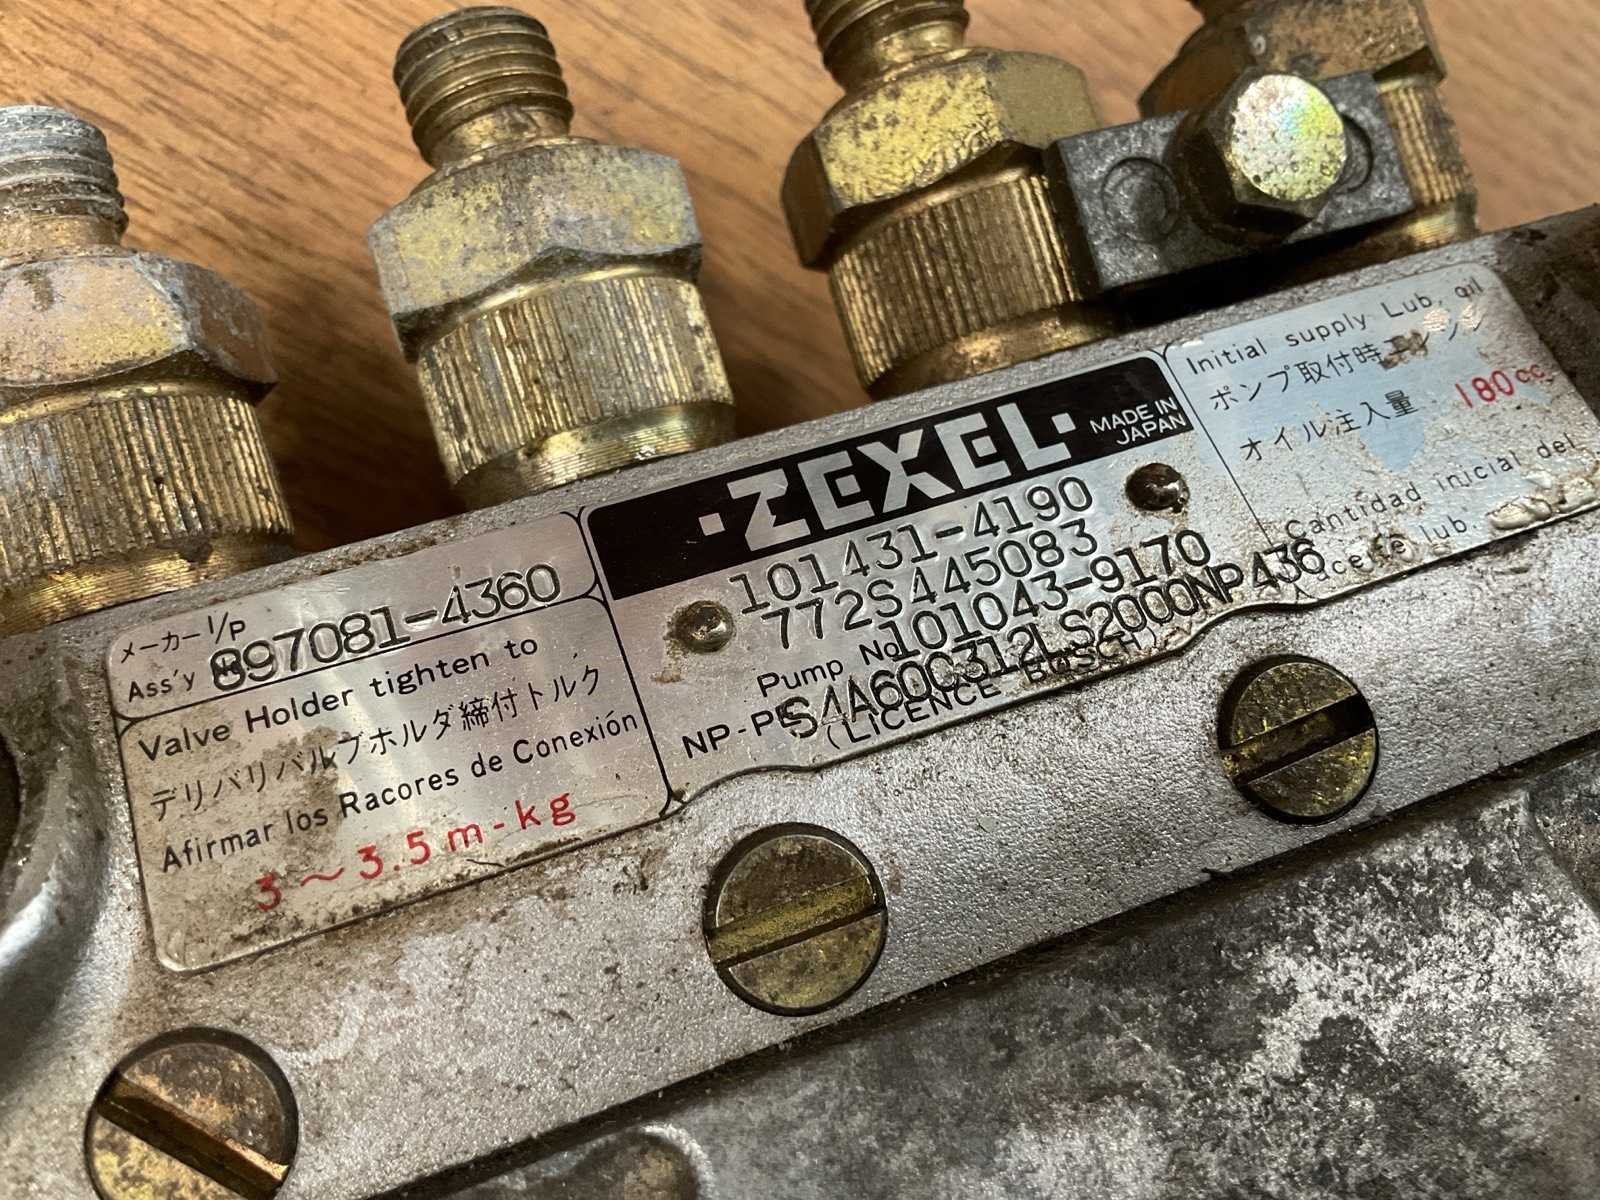 メーカー I/P
Ass'y 897081-4360
Valve Holder tighten to
デリバリバルブホルダ締付トルク
Afirmar los Racores de Conexión
3～3.5 m-kg
·ZEXEL·
MADE IN
JAPAN
101431-4190
772S445083
Pump No 101043-9170
NP-PES4A60C312LS2000NP436
(LICENCE BOSCH)
Initial supply Lub. oil
ポンプ取付時エンジン
オイル注入量 180cc
Cantidad inicial del
aceite lub.